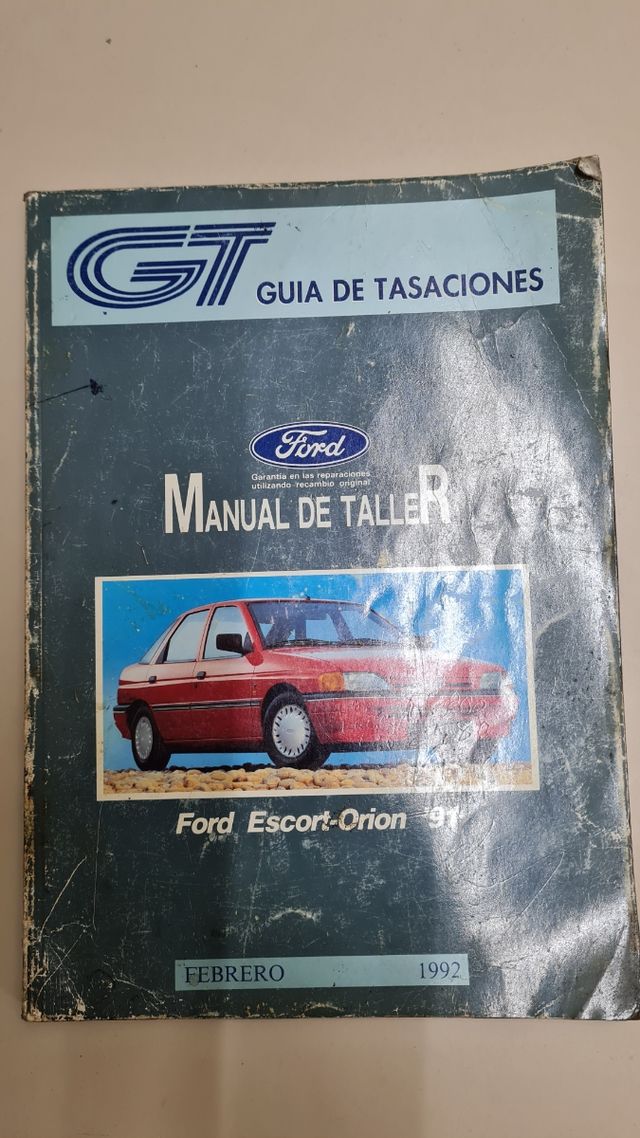 GT GUIA DE TASACIONES
Ford
Garantía en las reparaciones
utilizando recambio original
MANUAL DE TALLER
Ford Escort-Orion '91
FEBRERO 1992